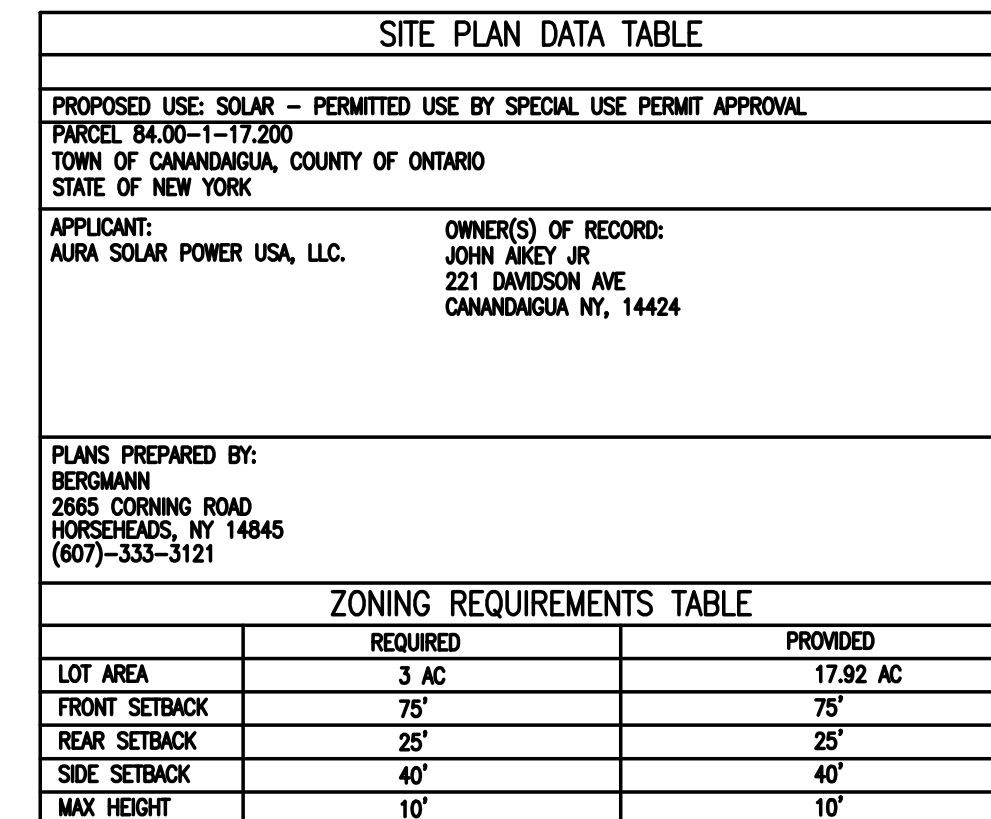 SITE PLAN DATA TABLE
PROPOSED USE: SOLAR – PERMITTED USE BY SPECIAL USE PERMIT APPROVAL
PARCEL 84.00–1–17.200
TOWN OF CANANDAIGUA, COUNTY OF ONTARIO
STATE OF NEW YORK
APPLICANT:
AURA SOLAR POWER USA, LLC.
OWNER(S) OF RECORD:
JOHN AIKEY JR
221 DAVIDSON AVE
CANANDAIGUA NY, 14424
PLANS PREPARED BY:
BERGMANN
2665 CORNING ROAD
HORSEHEADS, NY 14845
(607)–333–3121
ZONING REQUIREMENTS TABLE
REQUIRED PROVIDED
LOT AREA 3 AC 17.92 AC
FRONT SETBACK 75' 75'
REAR SETBACK 25' 25'
SIDE SETBACK 40' 40'
MAX HEIGHT 10' 10'